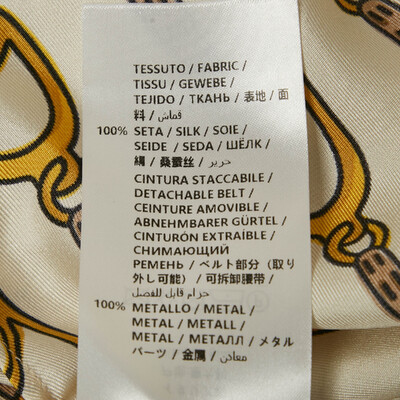 TESSUTO / FABRIC /
TISSU / GEWEBE /
TEJIDO / ТКАНЬ / 表地 / 面
料 / قماش /
100% SETA / SILK / SOIE /
SEIDE / SEDA / ШЁЛК /
絹 / 桑蚕丝 / حرير /
CINTURA STACCABILE /
DETACHABLE BELT /
CEINTURE AMOVIBLE /
ABNEHMBARER GÜRTEL /
CINTURÓN EXTRAÍBLE /
СНИМАЮЩИЙ
РЕМЕНЬ / ベルト部分（取り
外し可能） / 可拆卸腰带 /
حزام قابل للفصل /
100% METALLO / METAL /
METAL / METALL /
METAL / МЕТАЛЛ / メタル
パーツ / 金属 / معادن /